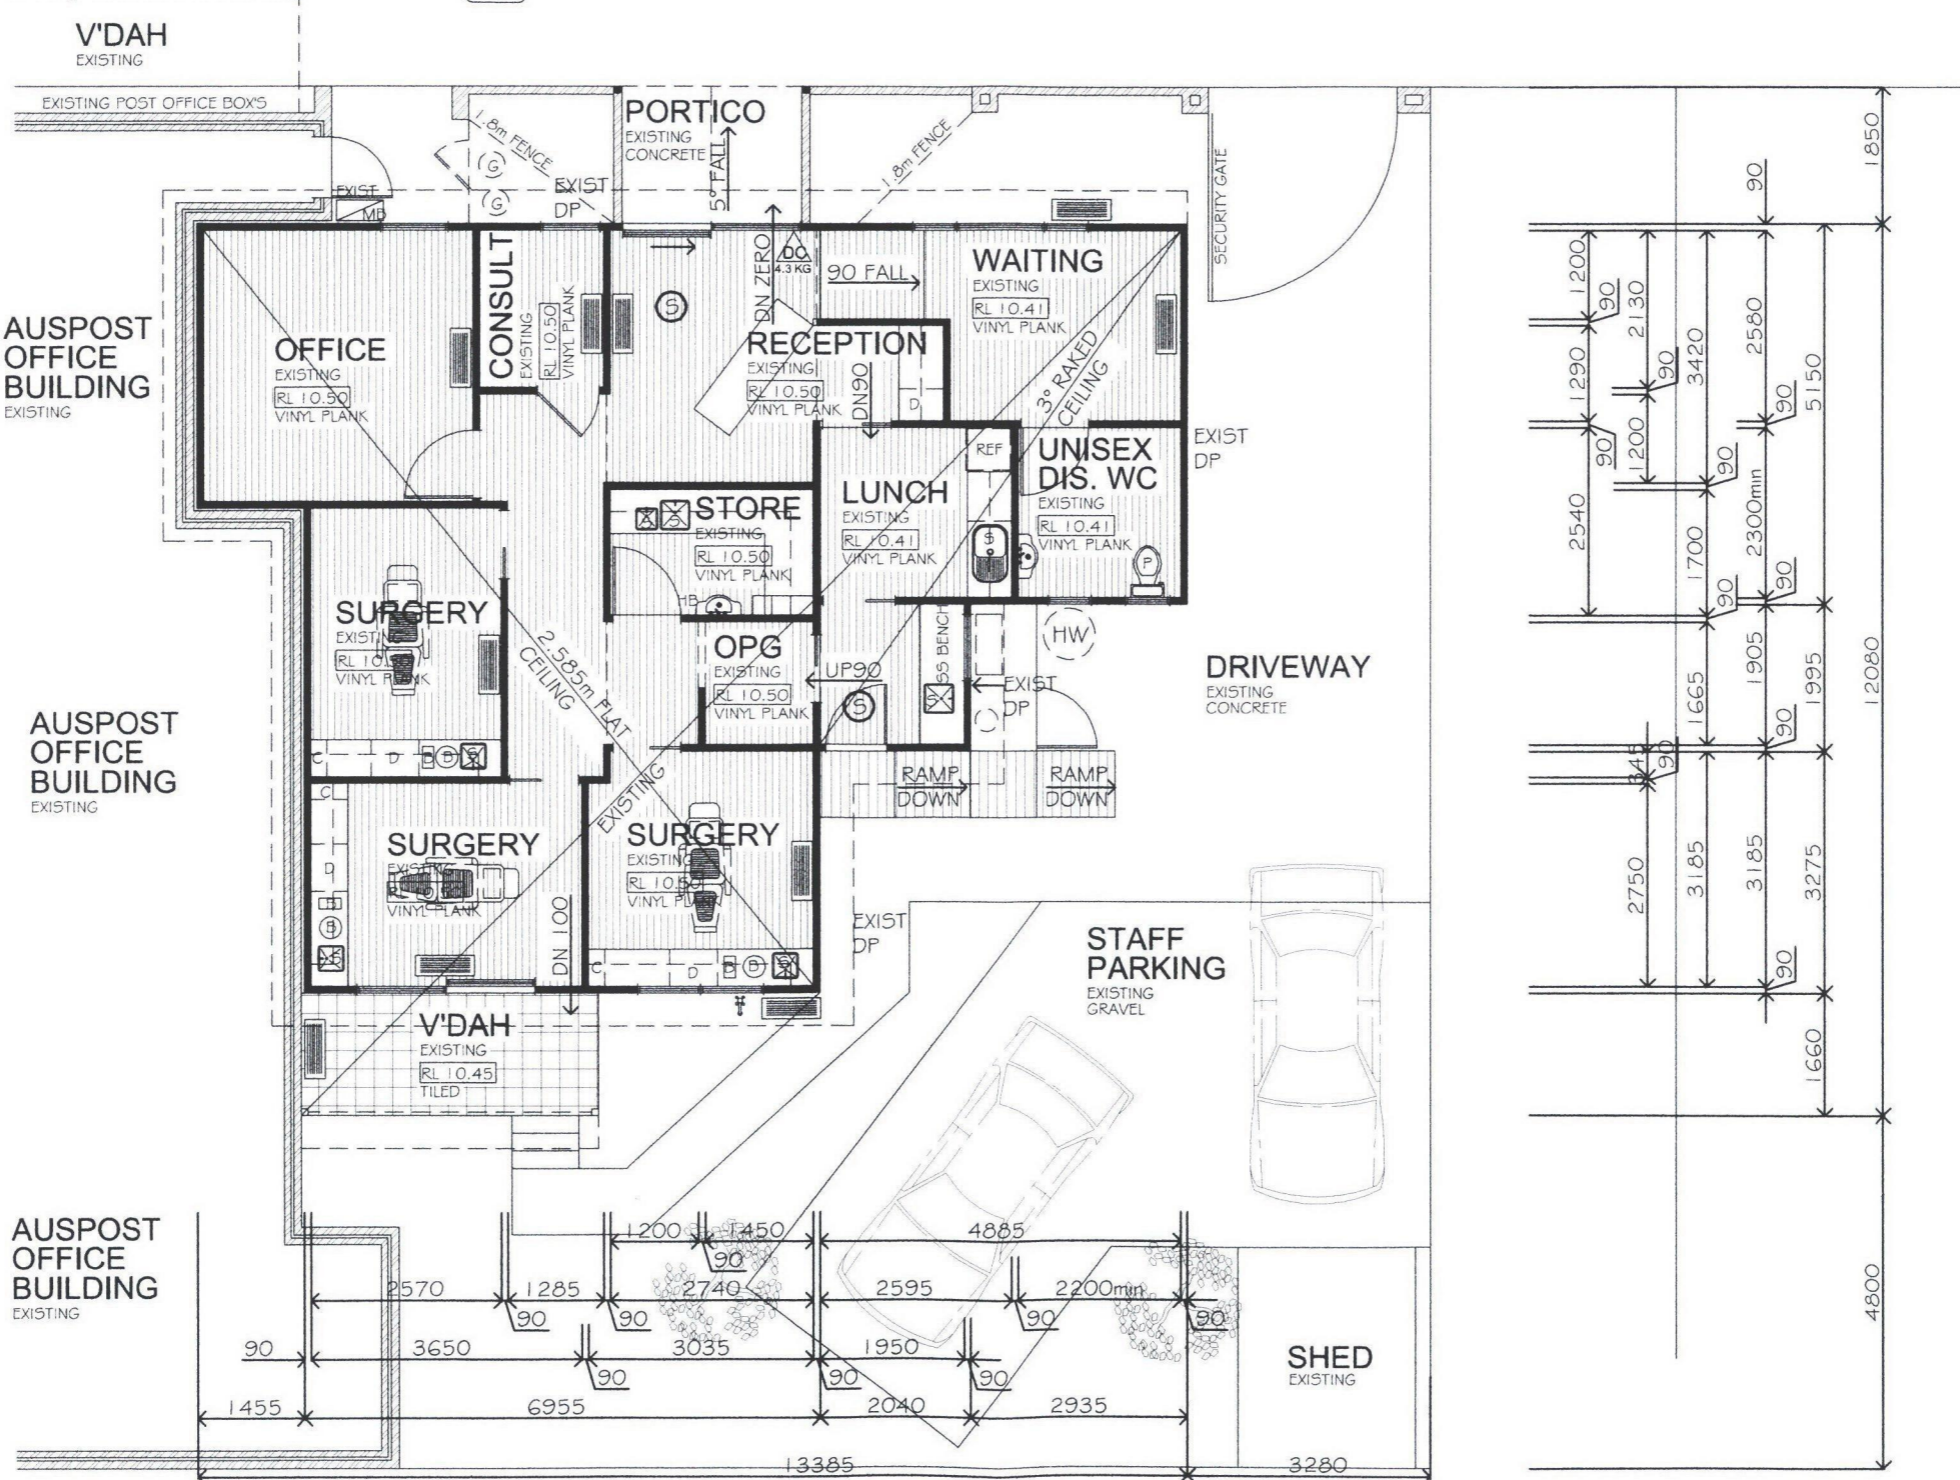 V'DAH
EXISTING
EXISTING POST OFFICE BOX'S
PORTICO
EXISTING
CONCRETE
5° FALL
1.8m FENCE
1.8m FENCE
(G)
(G)
EXIST
MD
EXIST
DP
SECURITY GATE
AUSPOST
OFFICE
BUILDING
EXISTING
OFFICE
EXISTING
RL 10.50
VINYL PLANK
CONSULT
EXISTING
RL 10.50
VINYL PLANK
S
DN ZERO
DC
4.3 KG
90 FALL
WAITING
EXISTING
RL 10.41
VINYL PLANK
RECEPTION
EXISTING
RL 10.50
VINYL PLANK
DN90
D
3° RAKED
CEILING
EXIST
DP
REF
UNISEX
DIS. WC
EXISTING
RL 10.41
VINYL PLANK
P
LUNCH
EXISTING
RL 10.41
VINYL PLANK
S
STORE
EXISTING
RL 10.50
VINYL PLANK
HB
SURGERY
EXISTING
VINYL PLANK
2.585m FLAT
CEILING
EXISTING
OPG
EXISTING
RL 10.50
VINYL PLANK
UP90
S
SS BENCH
HW
EXIST
DP
DRIVEWAY
EXISTING
CONCRETE
AUSPOST
OFFICE
BUILDING
EXISTING
C
D
B
B
S
RAMP
DOWN
RAMP
DOWN
C
D
B
B
S
SURGERY
EXISTING
VINYL PLANK
DN 100
SURGERY
EXISTING
RL 10.50
VINYL PLANK
C
D
B
B
S
EXIST
DP
STAFF
PARKING
EXISTING
GRAVEL
V'DAH
EXISTING
RL 10.45
TILED
AUSPOST
OFFICE
BUILDING
EXISTING
SHED
EXISTING
1200
1450
4885
90
2570
1285
2740
2595
2200min
90
90
90
90
90
3650
3035
1950
90
90
90
1455
6955
2040
2935
13385
3280
1850
90
1200
90
2130
2580
1290
90
3420
5150
90
90
1200
90
2540
1700
2300min
90
90
1665
1905
1995
12080
90
345
90
2750
3185
3185
3275
90
1660
4800